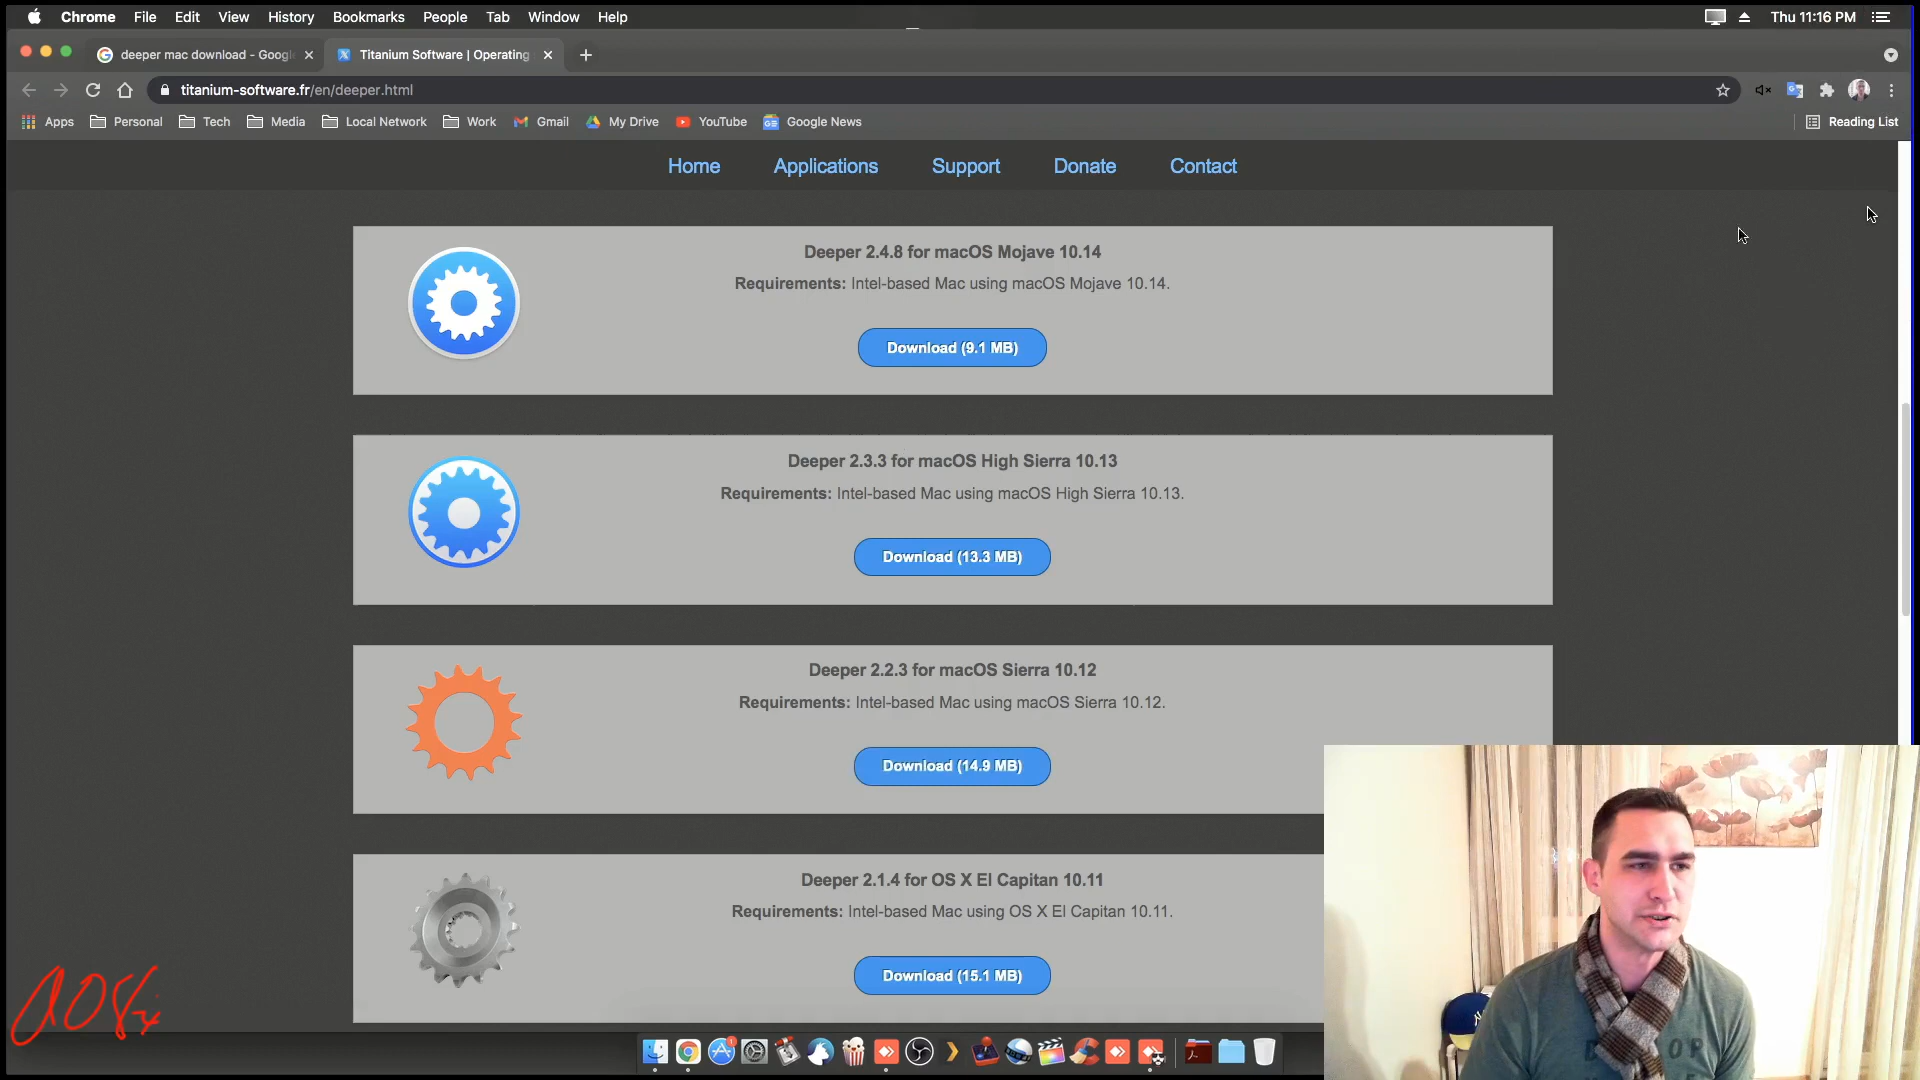 Chrome File Edit View History Bookmarks People Tab Window Help Thu 11:16 PM
deeper mac download - Googl Titanium Software | Operating
titanium-software.fr/en/deeper.html
Apps Personal Tech Media Local Network Work Gmail My Drive YouTube Google News Reading List
Home Applications Support Donate Contact
Deeper 2.4.8 for macOS Mojave 10.14
Requirements: Intel-based Mac using macOS Mojave 10.14.
Download (9.1 MB)
Deeper 2.3.3 for macOS High Sierra 10.13
Requirements: Intel-based Mac using macOS High Sierra 10.13.
Download (13.3 MB)
Deeper 2.2.3 for macOS Sierra 10.12
Requirements: Intel-based Mac using macOS Sierra 10.12.
Download (14.9 MB)
Deeper 2.1.4 for OS X El Capitan 10.11
Requirements: Intel-based Mac using OS X El Capitan 10.11.
Download (15.1 MB)